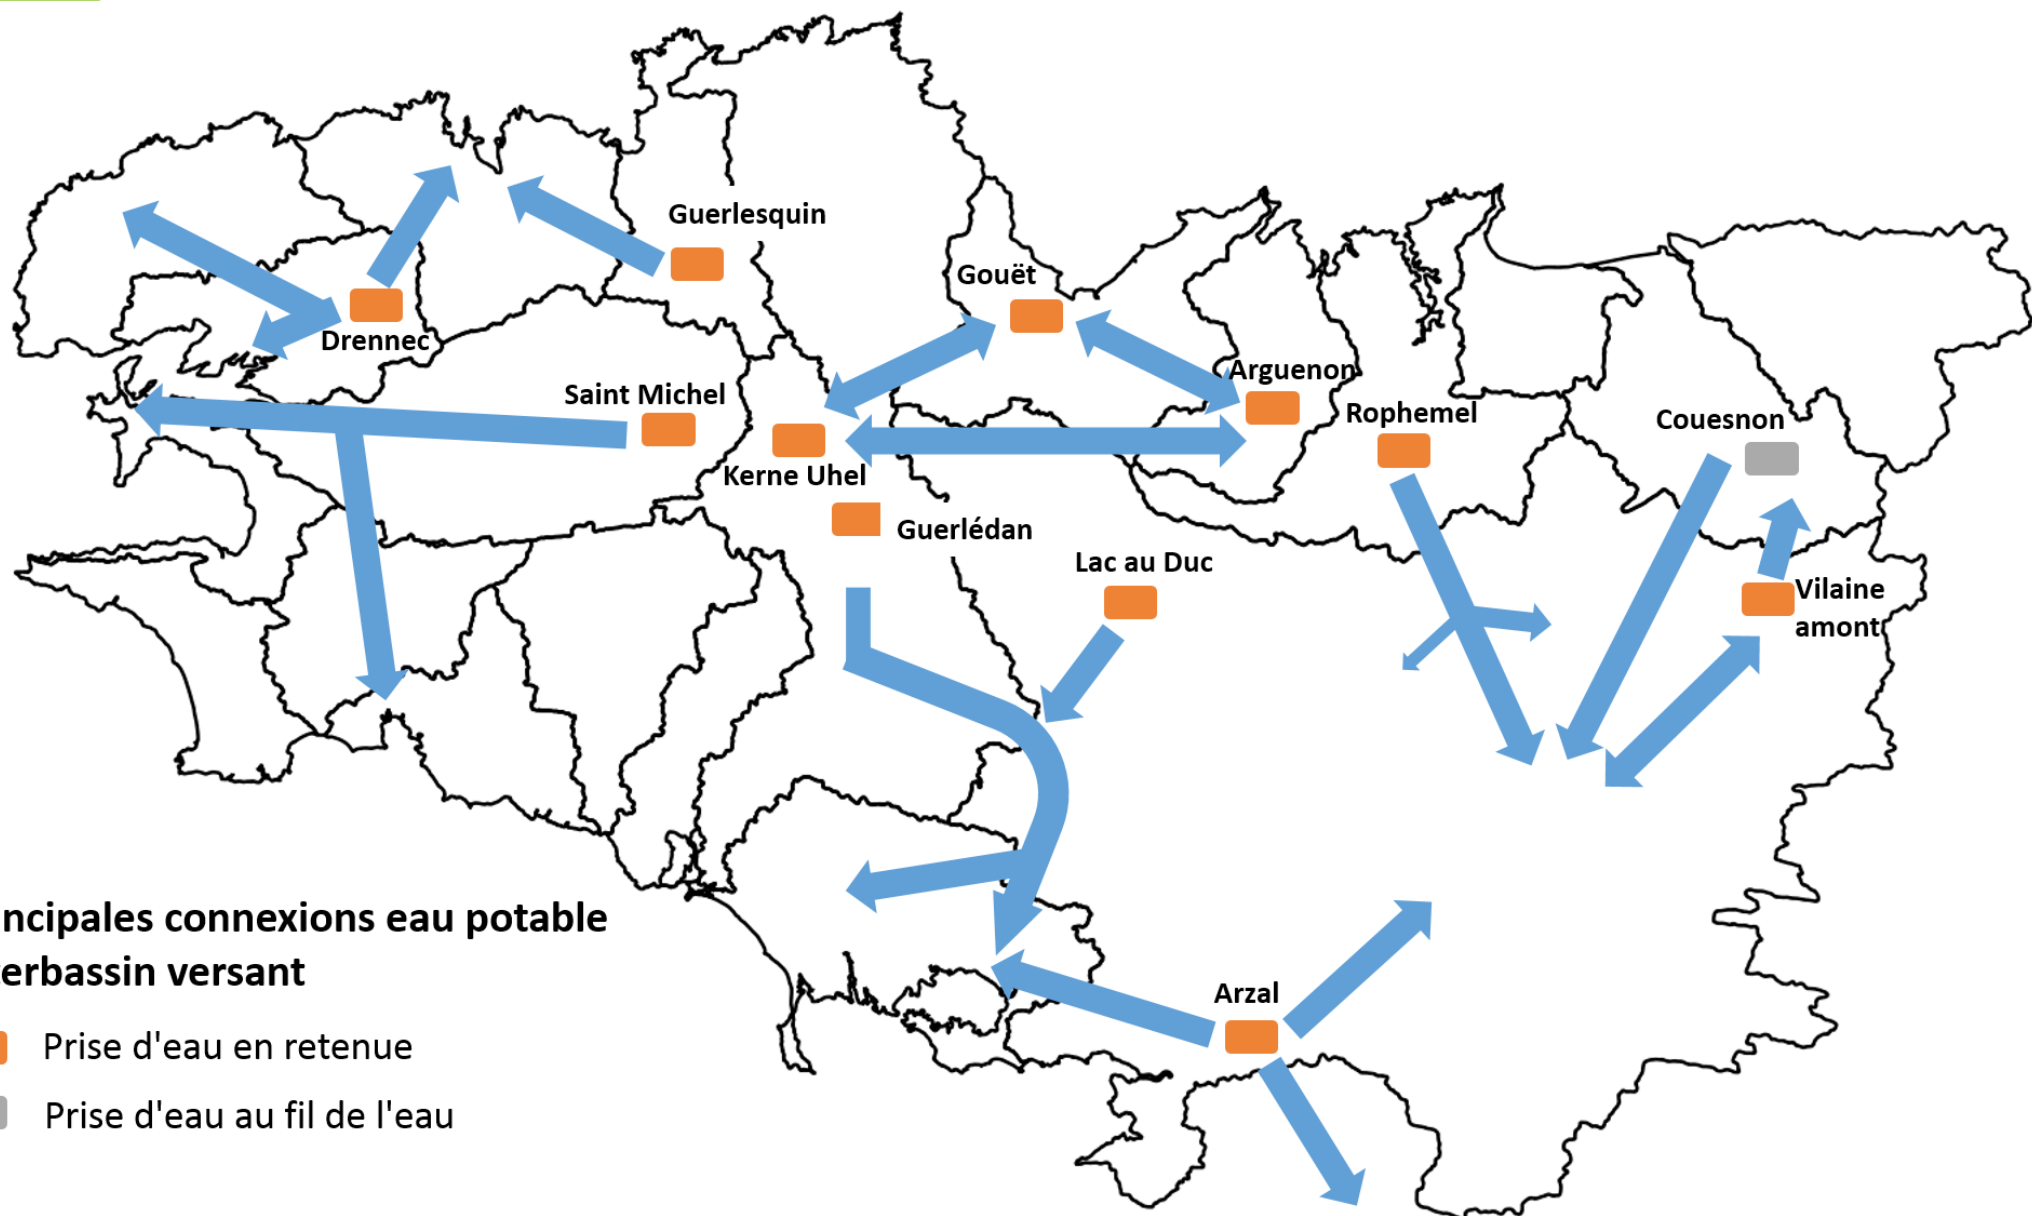 Guerlesquin
Gouët
Drennec
Arguenon
Saint Michel
Rophemel
Couesnon
Kerne Uhel
Guerlédan
Lac au Duc
Vilaine
amont
ncipales connexions eau potable
erbassin versant
Arzal
Prise d'eau en retenue
Prise d'eau au fil de l'eau